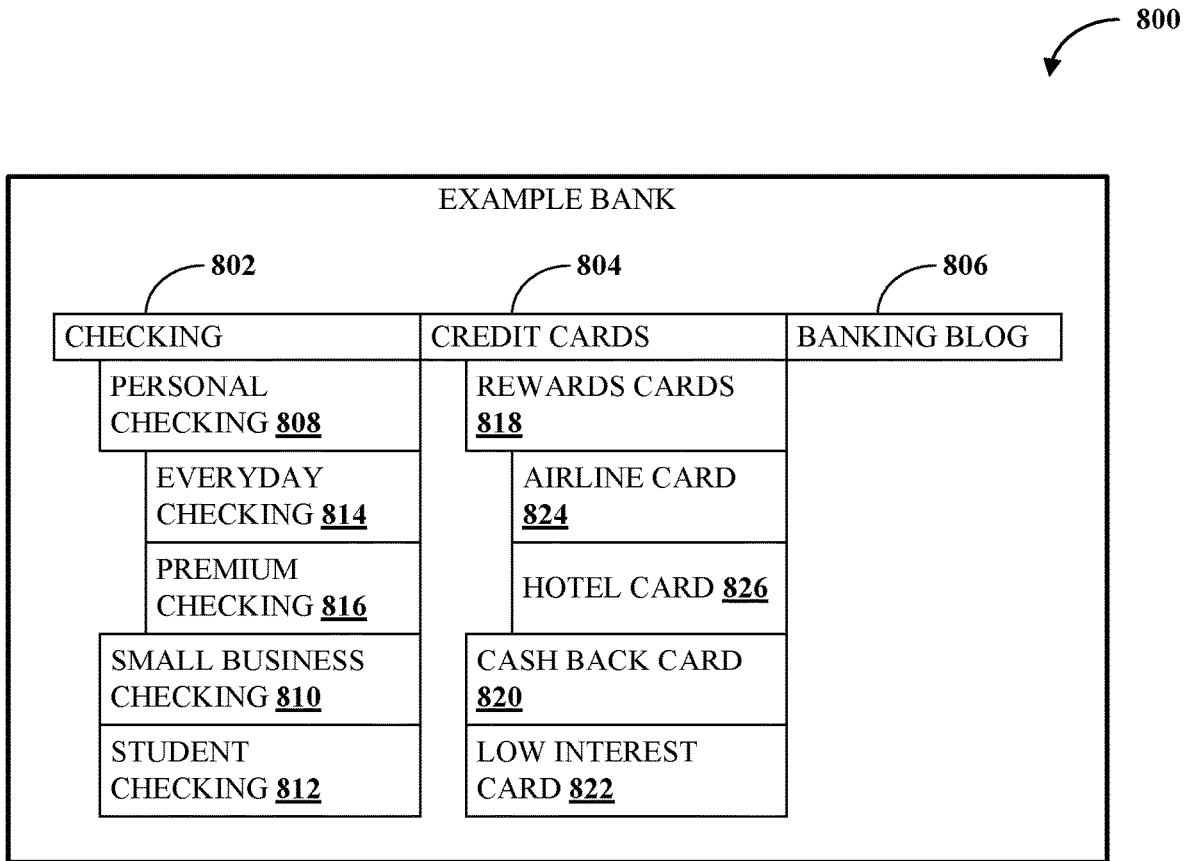 800
EXAMPLE BANK
802
804
806
CHECKING
CREDIT CARDS
BANKING BLOG
PERSONAL
CHECKING 808
REWARDS CARDS
818
EVERYDAY
CHECKING 814
AIRLINE CARD
824
PREMIUM
CHECKING 816
HOTEL CARD 826
SMALL BUSINESS
CHECKING 810
CASH BACK CARD
820
STUDENT
CHECKING 812
LOW INTEREST
CARD 822